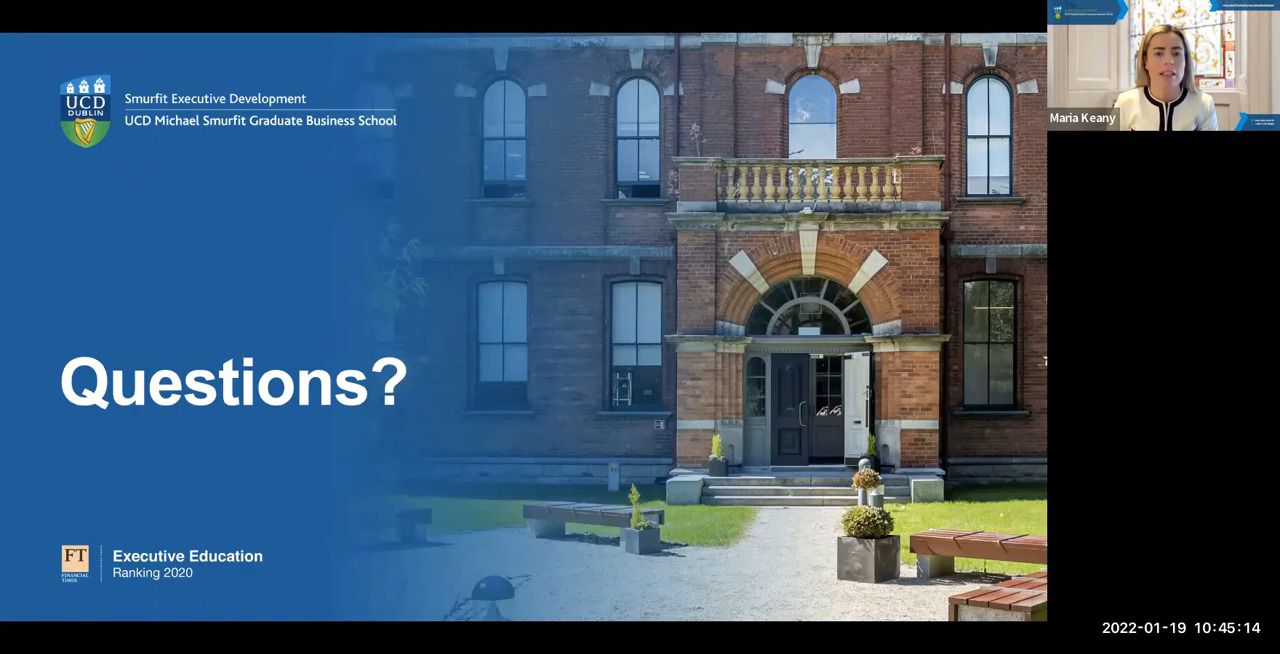 UCD
DUBLIN
Smurfit Executive Development
UCD Michael Smurfit Graduate Business School
Questions?
FT
FINANCIAL
TIMES
Executive Education
Ranking 2020
Maria Keany
2022-01-19 10:45:14